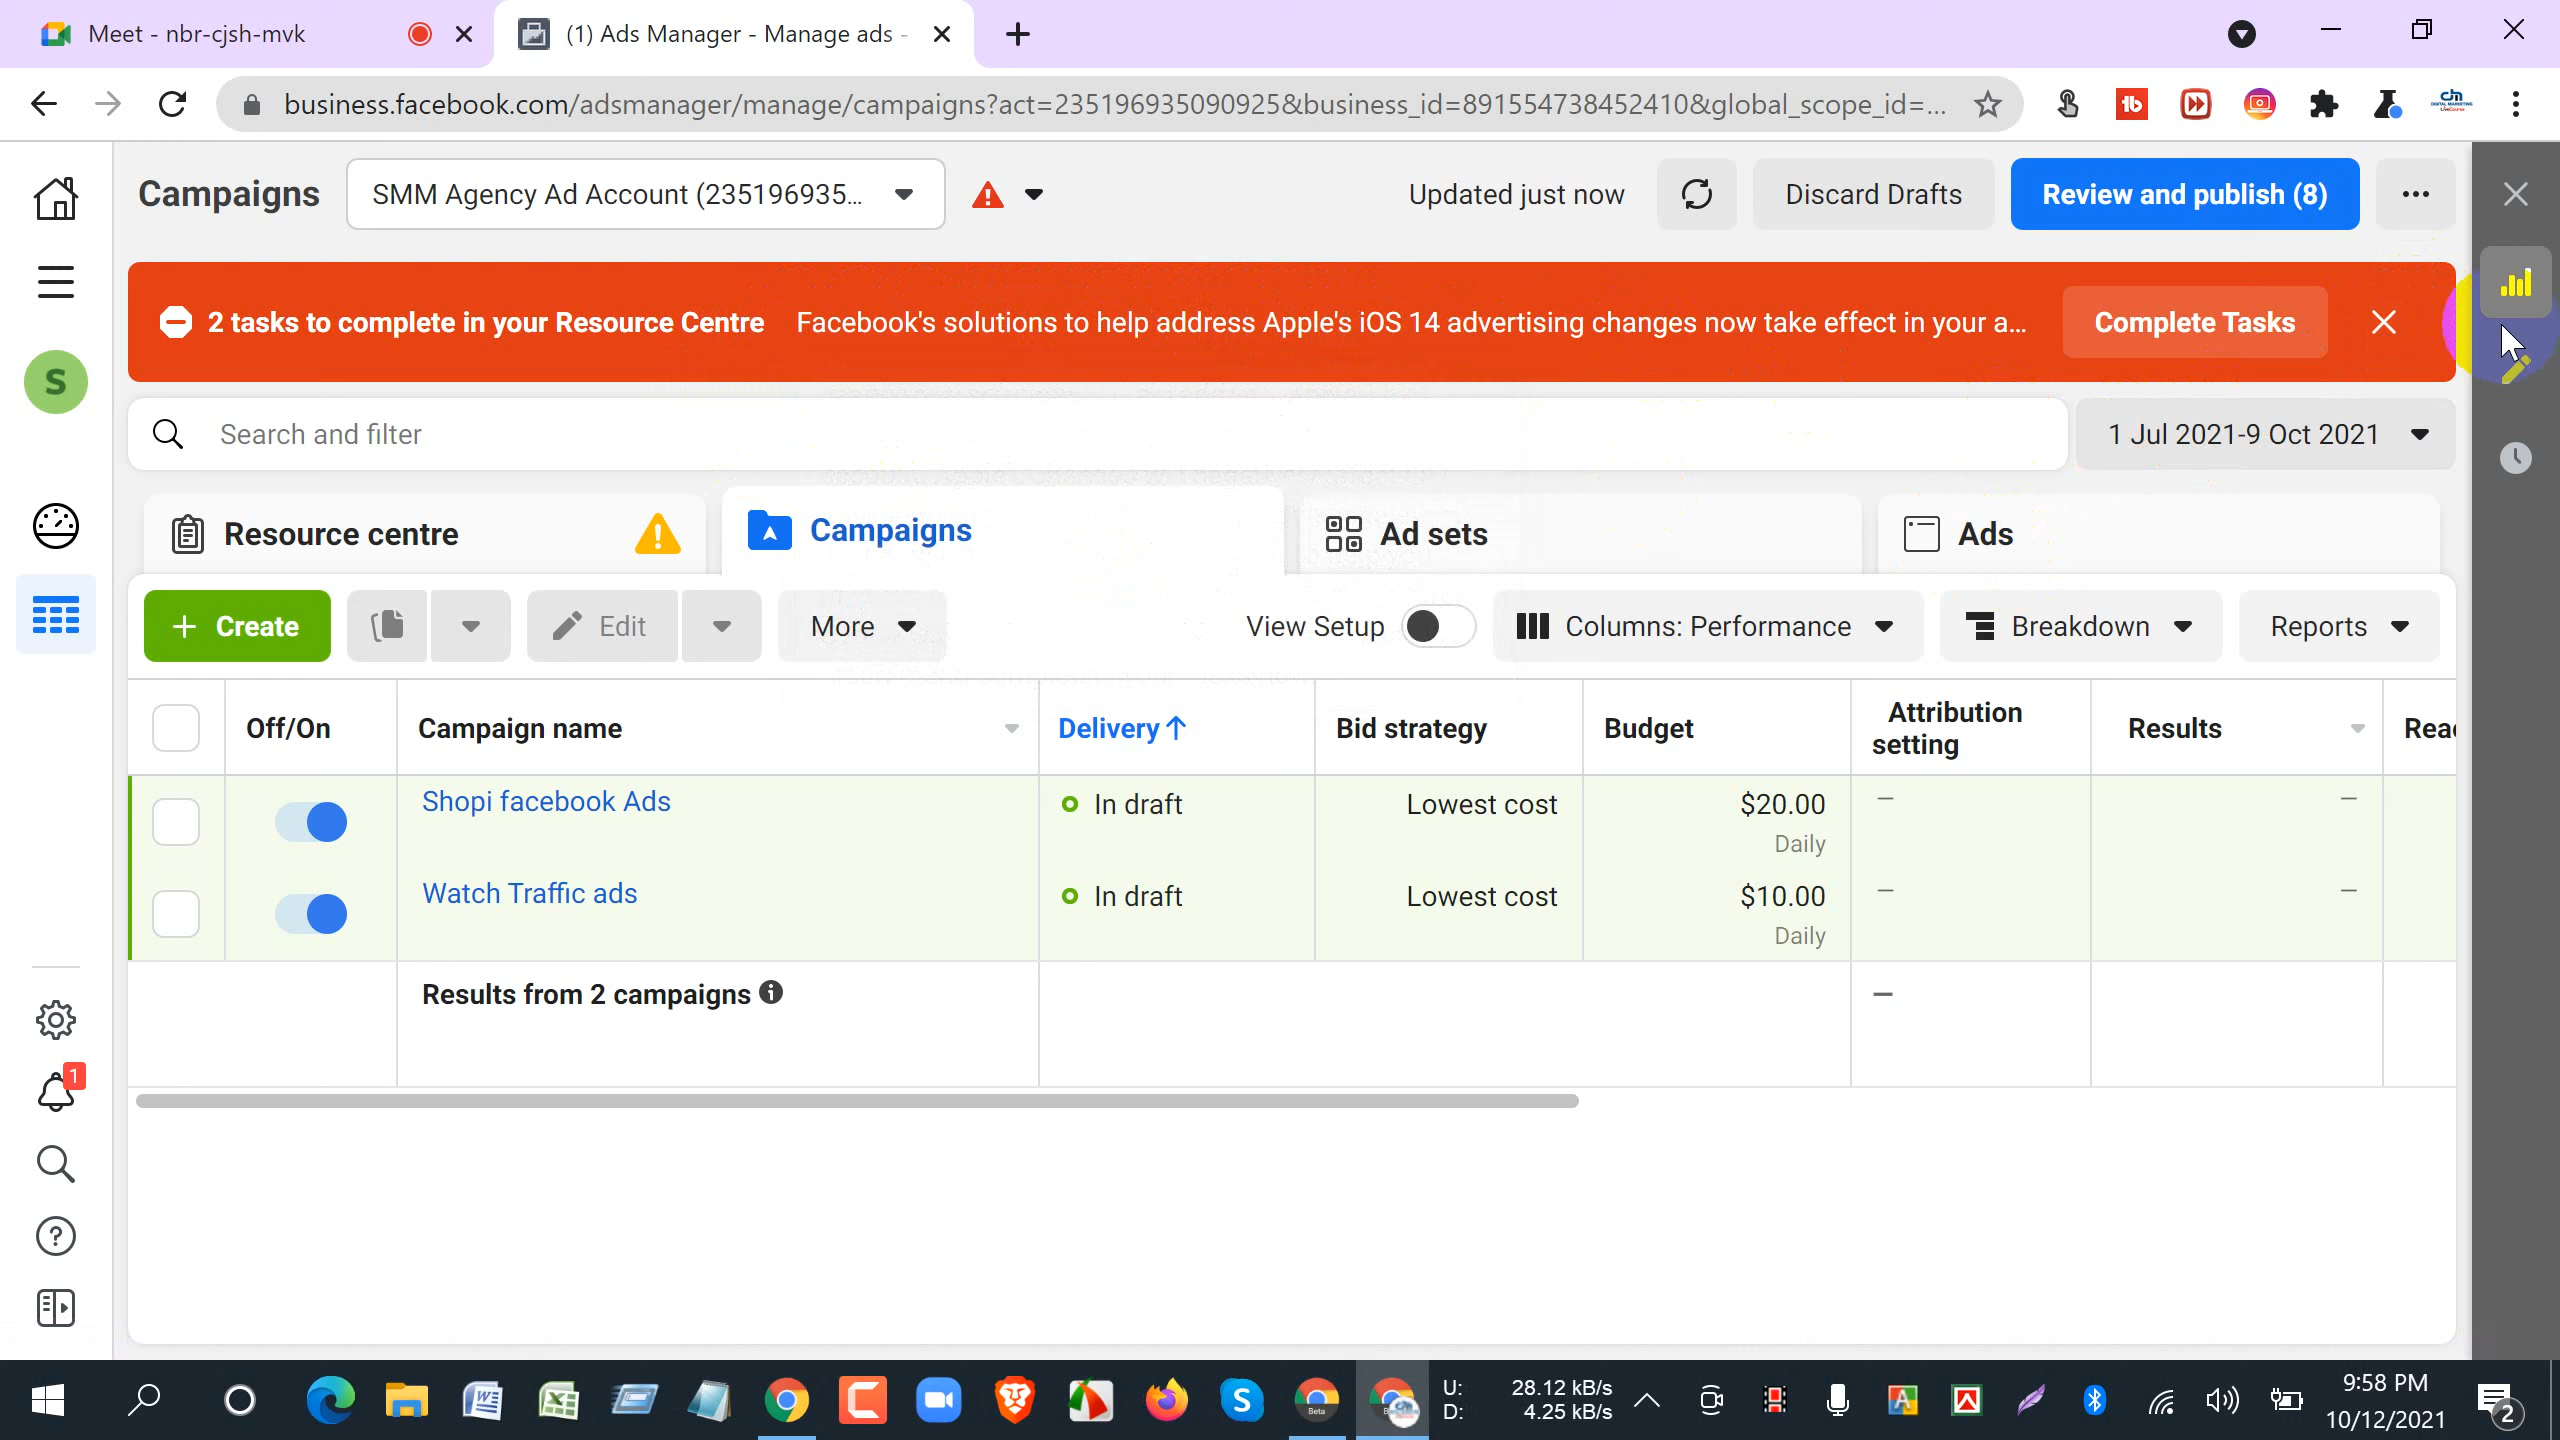 Meet - nbr-cjsh-mvk
(1) Ads Manager - Manage ads -
business.facebook.com/adsmanager/manage/campaigns?act=235196935090925&business_id=891554738452410&global_scope_id=...
Campaigns
SMM Agency Ad Account (235196935...
Updated just now
Discard Drafts
Review and publish (8)
2 tasks to complete in your Resource Centre
Facebook's solutions to help address Apple's iOS 14 advertising changes now take effect in your a...
Complete Tasks
S
Search and filter
1 Jul 2021-9 Oct 2021
Resource centre
Campaigns
Ad sets
Ads
+ Create
Edit
More
View Setup
Columns: Performance
Breakdown
Reports
Off/On
Campaign name
Delivery↑
Bid strategy
Budget
Attribution
setting
Results
Reac
Shopi facebook Ads
In draft
Lowest cost
$20.00
Daily
—
—
Watch Traffic ads
In draft
Lowest cost
$10.00
Daily
—
—
Results from 2 campaigns
—
1
U: 28.12 kB/s
D: 4.25 kB/s
9:58 PM
10/12/2021
2